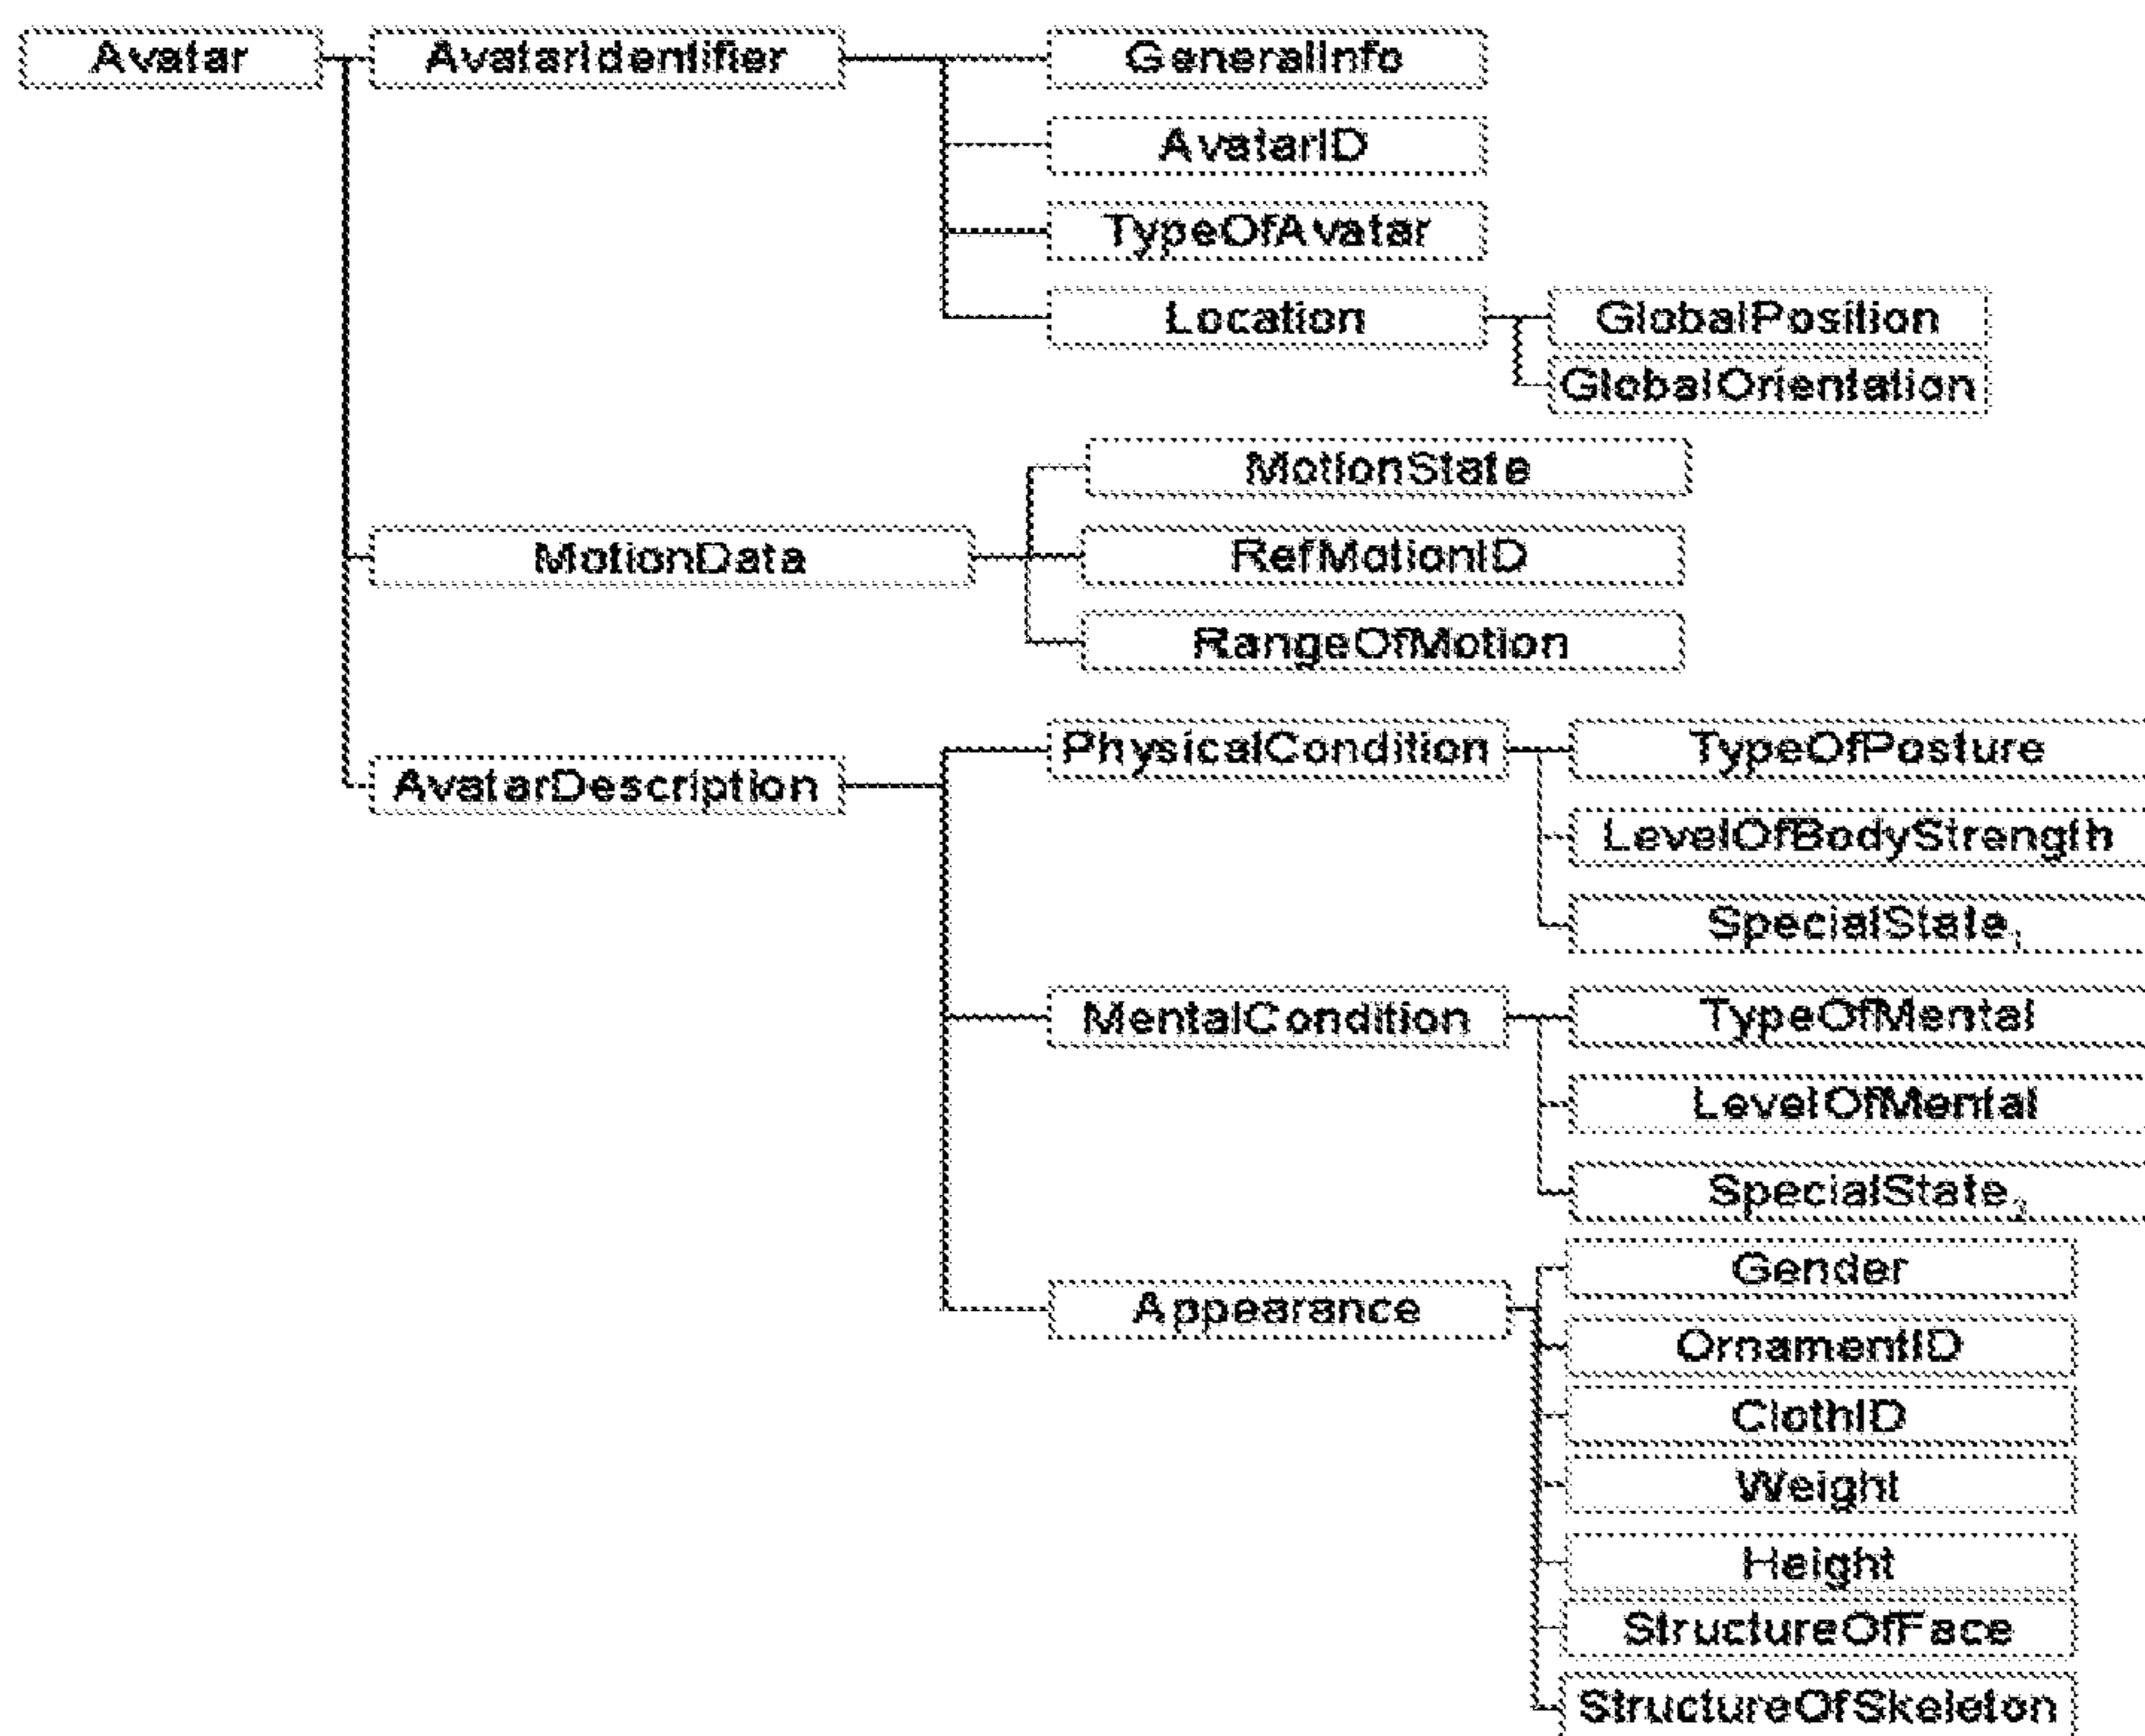 Avatar
AvatarIdentifier
GeneralInfo
AvatarID
TypeOfAvatar
Location
GlobalPosition
GlobalOrientation
MotionData
MotionState
RefMotionID
RangeOfMotion
AvatarDescription
PhysicalCondition
TypeOfPosture
LevelOfBodyStrength
SpecialState1
MentalCondition
TypeOfMental
LevelOfMental
SpecialState2
Appearance
Gender
OrnamentID
ClothID
Weight
Height
StructureOfFace
StructureOfSkeleton